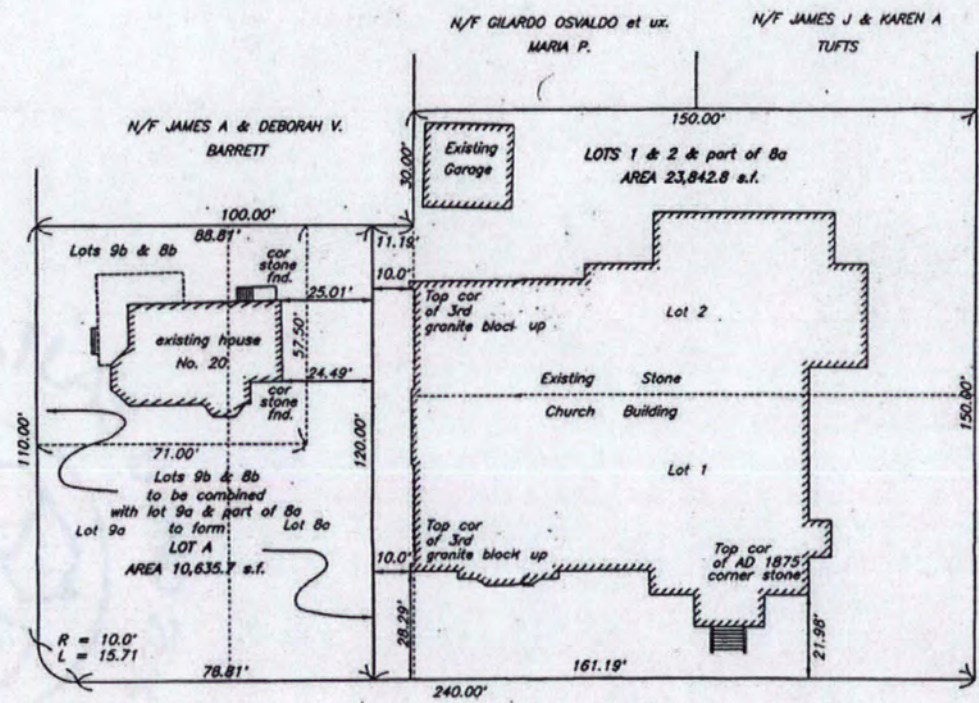 N/F GILARDO OSVALDO et ux.
MARIA P.
N/F JAMES J & KAREN A
TUFTS
N/F JAMES A & DEBORAH V.
BARRETT
150.00'
30.00'
Existing
Garage
LOTS 1 & 2 & part of 8a
AREA 23,842.8 s.f.
100.00'
88.81'
11.19'
Lots 9b & 8b
cor
stone
fnd.
25.01'
10.0'
Top cor
of 3rd
granite block up
Lot 2
existing house
No. 20
57.50'
24.49'
cor
stone
fnd.
Existing Stone
Church Building
150.00'
110.00'
71.00'
120.00'
Lot 1
Lots 9b & 8b
to be combined
with lot 9a & part of 8a
to form
Lot 9a
Lot 8a
LOT A
AREA 10,635.7 s.f.
Top cor
of 3rd
granite block up
10.0'
Top cor
of AD 1875
corner stone
28.29'
21.98'
R = 10.0'
L = 15.71
78.81'
161.19'
240.00'